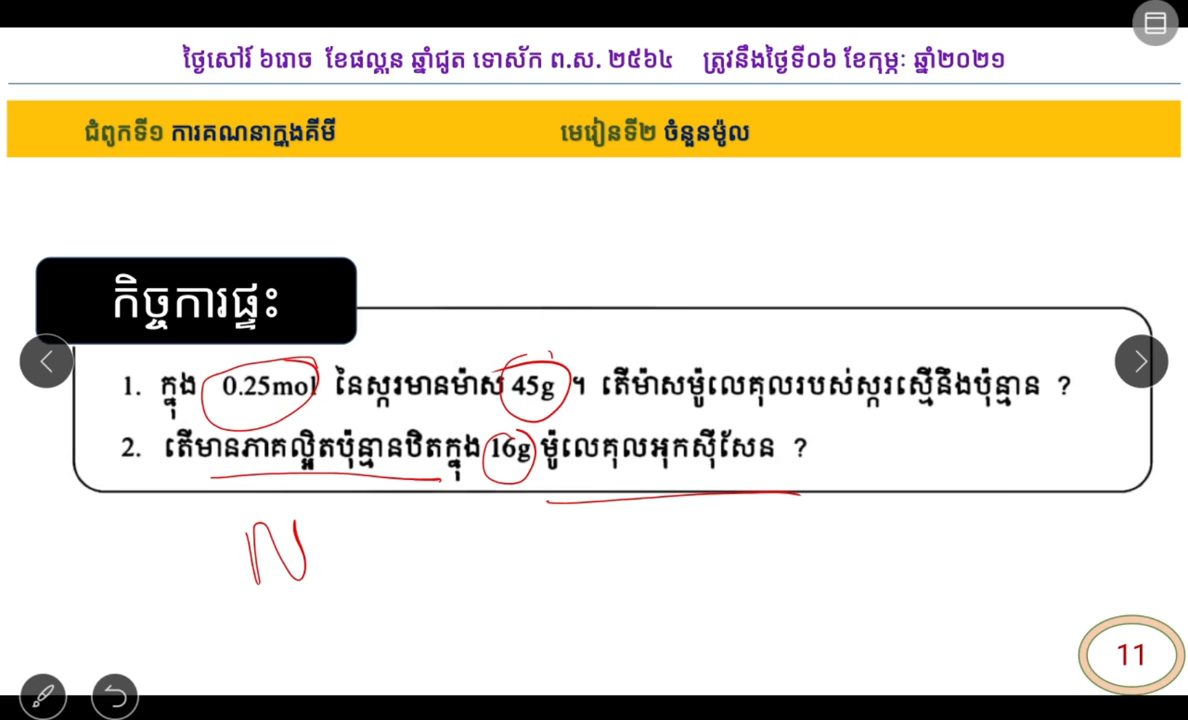 ថ្ងៃសៅរ៍ ៦រោច ខែផល្គុន ឆ្នាំជូត ទោស័ក ព.ស. ២៥៦៤ ត្រូវនឹងថ្ងៃទី០៦ ខែកុម្ភៈ ឆ្នាំ២០២១
ជំពូកទី១ ការគណនាក្នុងគីមី មេរៀនទី២ ចំនួនម៉ូល
កិច្ចការផ្ទះ
1. ក្នុង 0.25mol នៃស្ករមានម៉ាស 45g ។ តើម៉ាសម៉ូលេគុលរបស់ស្ករស្មើនឹងប៉ុន្មាន ?
2. តើមានភាគល្អិតប៉ុន្មានឋិតក្នុង 16g ម៉ូលេគុលអុកស៊ីសែន ?
N
11